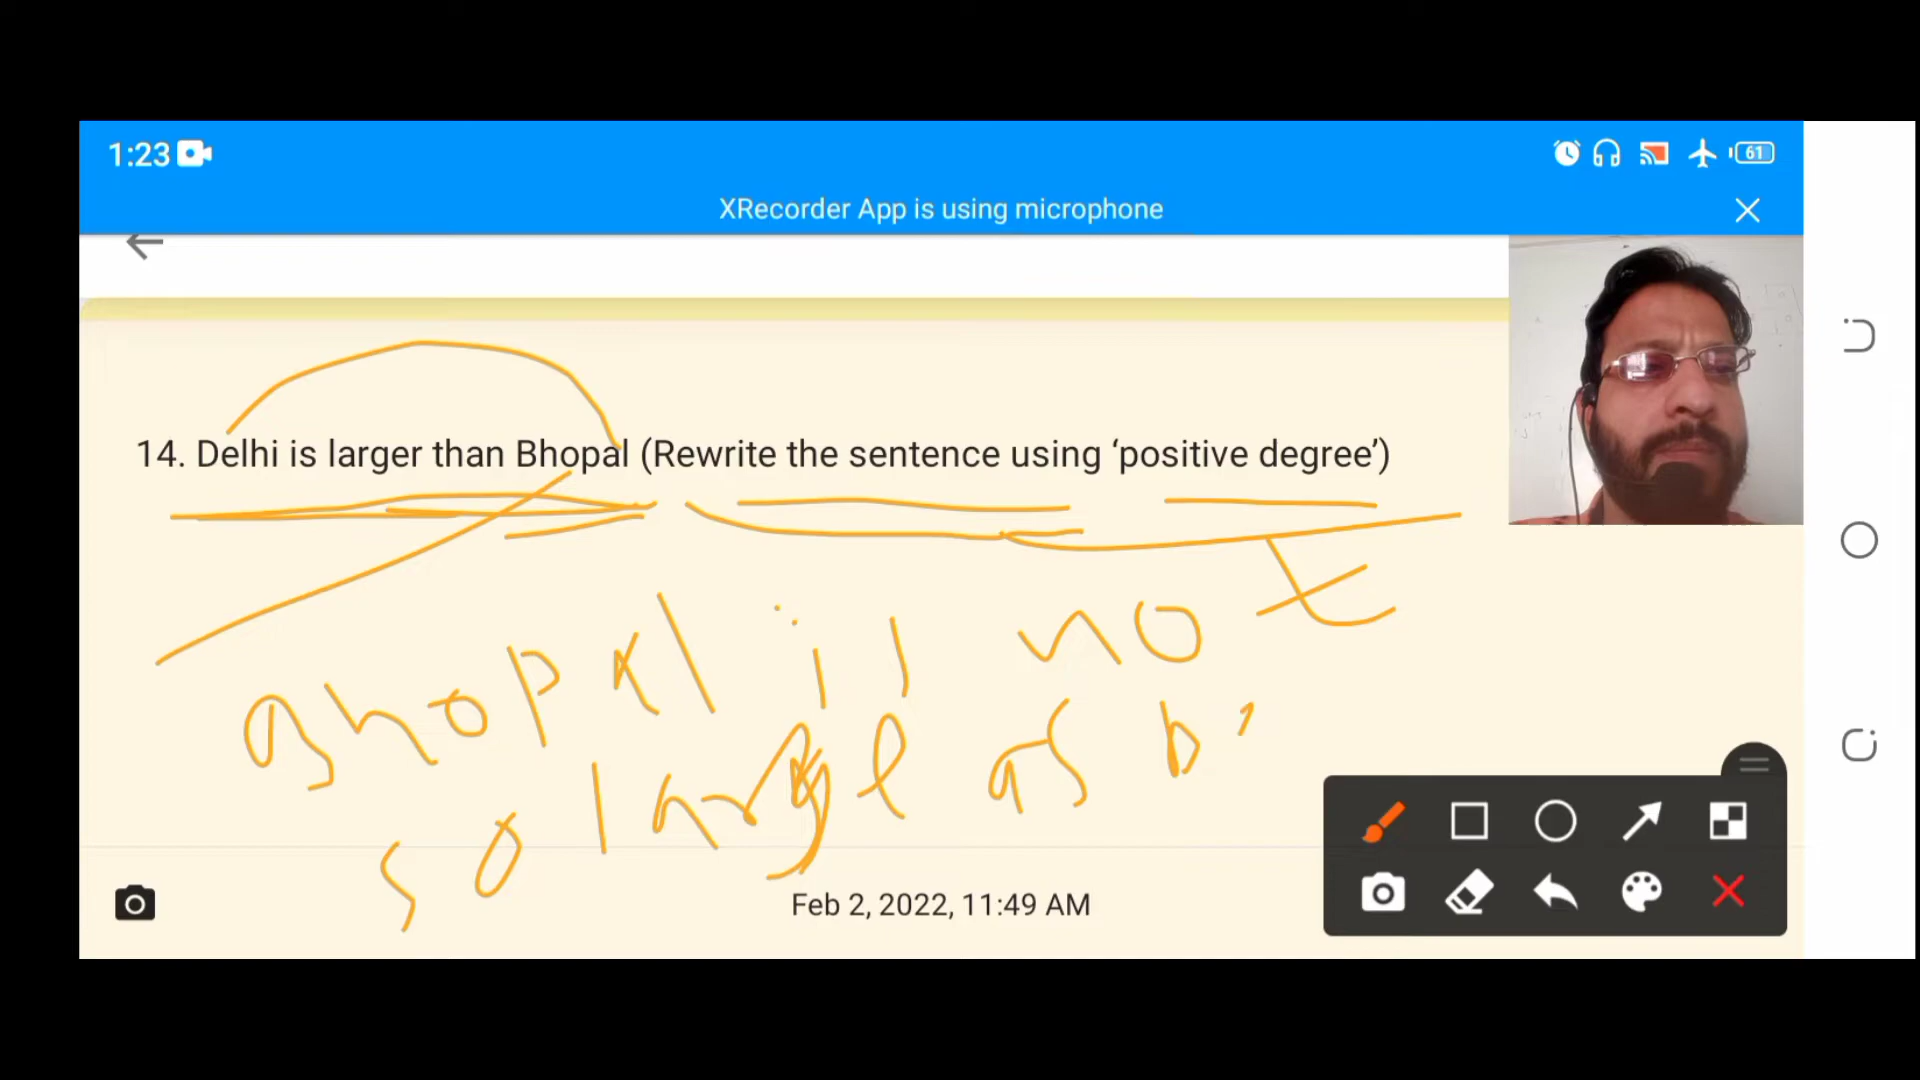 1:23
61
XRecorder App is using microphone
14. Delhi is larger than Bhopal (Rewrite the sentence using ‘positive degree’)
Bhopal is not
so large as
Feb 2, 2022, 11:49 AM